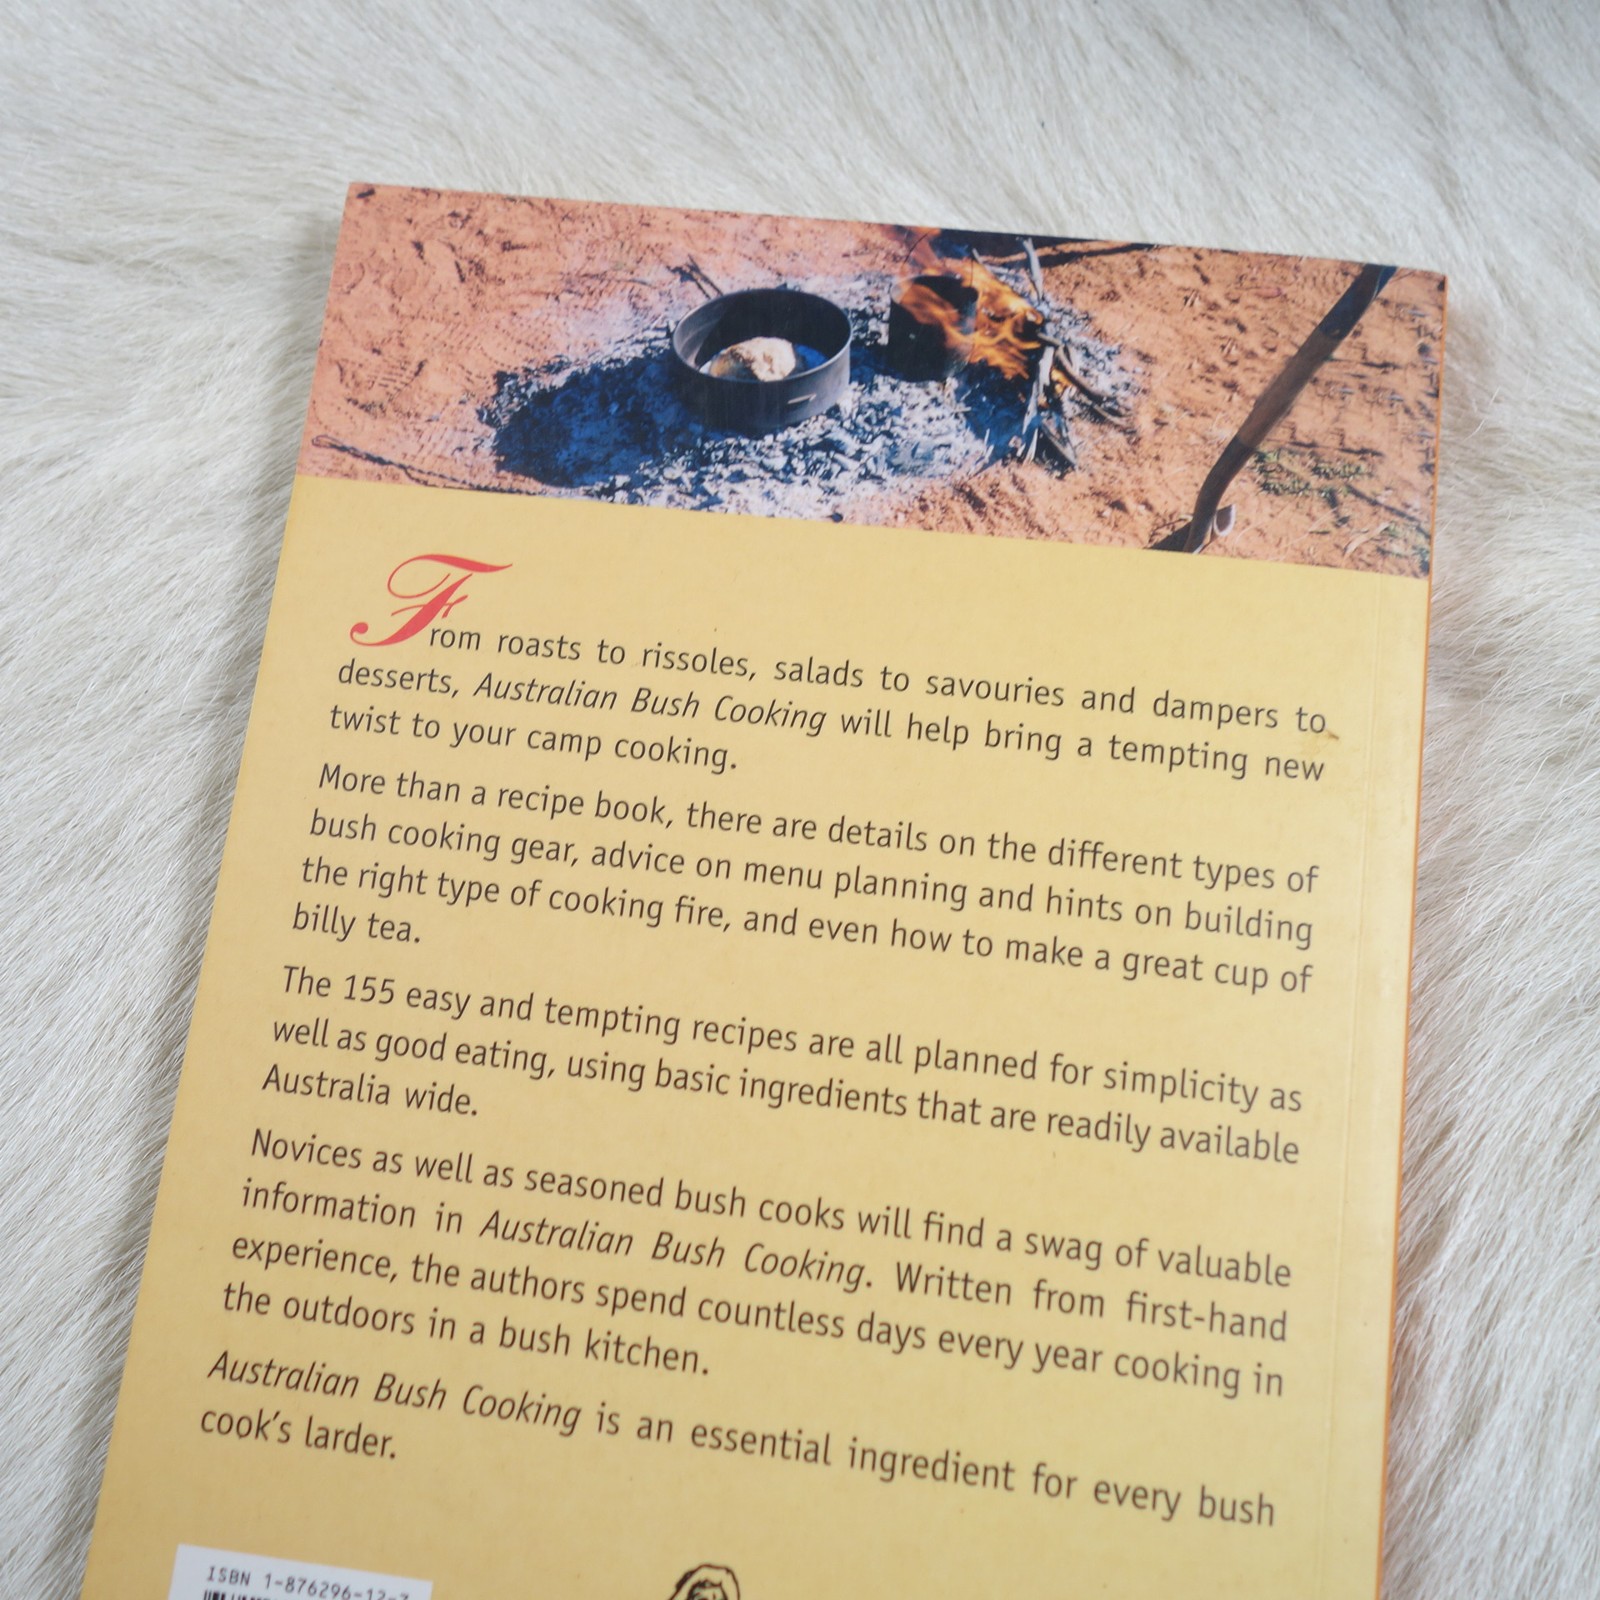 From roasts to rissoles, salads to savouries and dampers to
desserts, Australian Bush Cooking will help bring a tempting new
twist to your camp cooking.
More than a recipe book, there are details on the different types of
bush cooking gear, advice on menu planning and hints on building
the right type of cooking fire, and even how to make a great cup of
billy tea.
The 155 easy and tempting recipes are all planned for simplicity as
well as good eating, using basic ingredients that are readily available
Australia wide.
Novices as well as seasoned bush cooks will find a swag of valuable
information in Australian Bush Cooking. Written from first-hand
experience, the authors spend countless days every year cooking in
the outdoors in a bush kitchen.
Australian Bush Cooking is an essential ingredient for every bush
cook's larder.
ISBN 1-876296-12-7